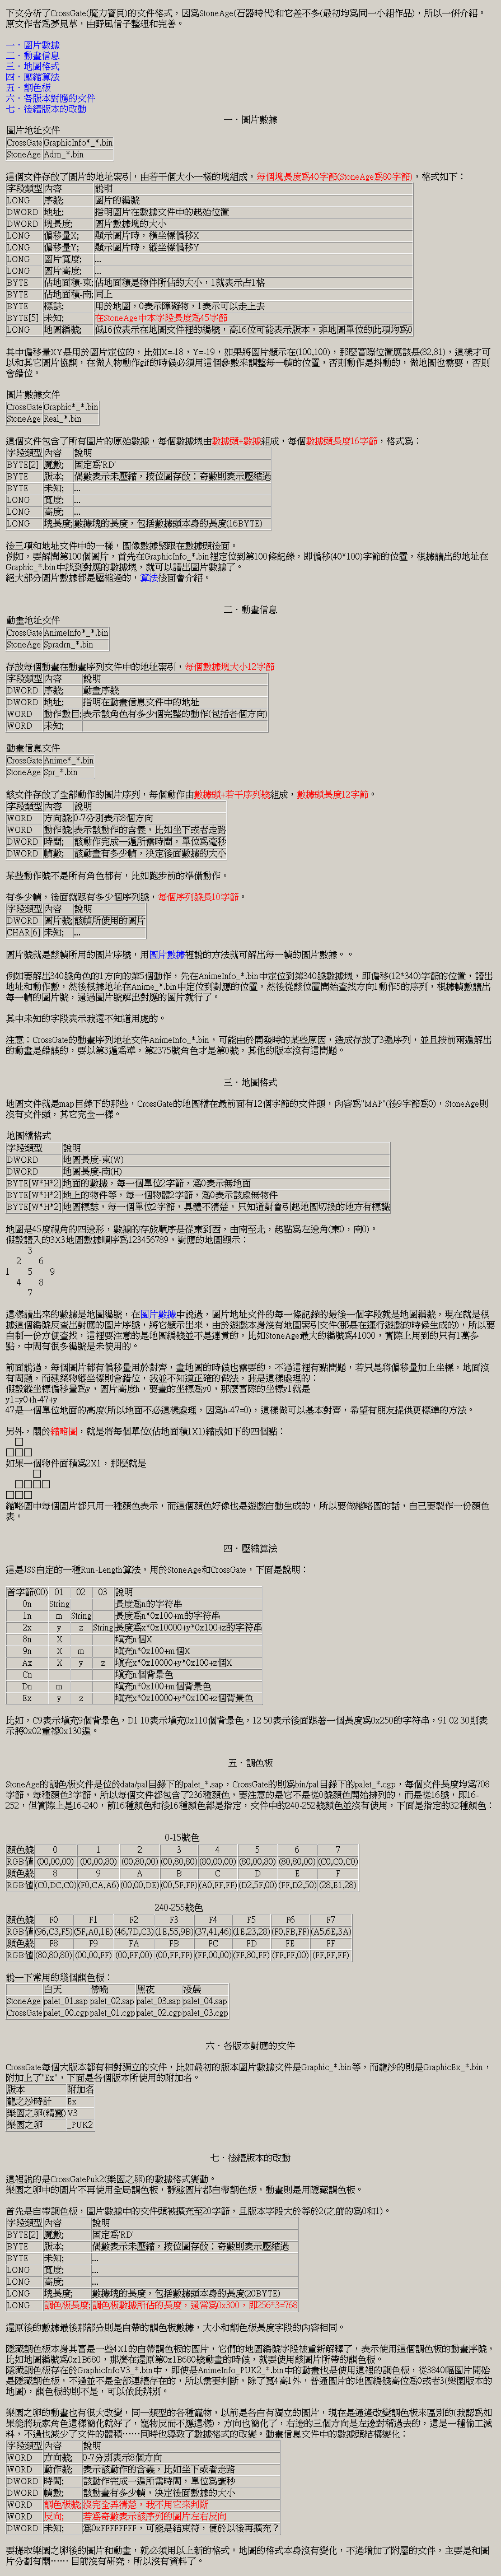 下文分析了CrossGate(魔力寶貝)的文件格式，因爲StoneAge(石器時代)和它差不多(最初均爲同一小組作品)，所以一併介紹。
原文作者爲夢見草，由野風信子整理和完善。
一．圖片數據
二．動畫信息
三．地圖格式
四．壓縮算法
五．調色板
六．各版本對應的文件
七．後續版本的改動
一．圖片數據
圖片地址文件
CrossGate GraphicInfo*_*.bin
StoneAge Adrn_*.bin
這個文件存放了圖片的地址索引，由若干個大小一樣的塊組成，每個塊長度爲40字節(StoneAge爲80字節)，格式如下：
字段類型 內容 說明
LONG 序號; 圖片的編號
DWORD 地址; 指明圖片在數據文件中的起始位置
DWORD 塊長度; 圖片數據塊的大小
LONG 偏移量X; 顯示圖片時，橫坐標偏移X
LONG 偏移量Y; 顯示圖片時，縱坐標偏移Y
LONG 圖片寬度; ...
LONG 圖片高度; ...
BYTE 佔地面積-東; 佔地面積是物件所佔的大小，1就表示占1格
BYTE 佔地面積-南; 同上
BYTE 標誌; 用於地圖，0表示障礙物，1表示可以走上去
BYTE[5] 未知; 在StoneAge中本字段長度爲45字節
LONG 地圖編號; 低16位表示在地圖文件裡的編號，高16位可能表示版本，非地圖單位的此項均爲0
其中偏移量XY是用於圖片定位的，比如X=-18，Y=-19，如果將圖片顯示在(100,100)，那麼實際位置應該是(82,81)，這樣才可
以和其它圖片協調，在做人物動作gif的時候必須用這個參數來調整每一幀的位置，否則動作是抖動的，做地圖也需要，否則
會錯位。
圖片數據文件
CrossGate Graphic*_*.bin
StoneAge Real_*.bin
這個文件包含了所有圖片的原始數據，每個數據塊由數據頭+數據組成，每個數據頭長度16字節，格式爲：
字段類型 內容 說明
BYTE[2] 魔數; 固定爲'RD'
BYTE 版本; 偶數表示未壓縮，按位圖存放；奇數則表示壓縮過
BYTE 未知; ...
LONG 寬度; ...
LONG 高度; ...
LONG 塊長度; 數據塊的長度，包括數據頭本身的長度(16BYTE)
後三項和地址文件中的一樣，圖像數據緊跟在數據頭後面。
例如，要解開第100個圖片，首先在GraphicInfo_*.bin裡定位到第100條記錄，即偏移(40*100)字節的位置，根據讀出的地址在
Graphic_*.bin中找到對應的數據塊，就可以讀出圖片數據了。
絕大部分圖片數據都是壓縮過的，算法後面會介紹。
二．動畫信息
動畫地址文件
CrossGate AnimeInfo*_*.bin
StoneAge Spradrn_*.bin
存放每個動畫在動畫序列文件中的地址索引，每個數據塊大小12字節
字段類型 內容 說明
DWORD 序號; 動畫序號
DWORD 地址; 指明在動畫信息文件中的地址
WORD 動作數目; 表示該角色有多少個完整的動作(包括各個方向)
WORD 未知;
動畫信息文件
CrossGate Anime*_*.bin
StoneAge Spr_*.bin
該文件存放了全部動作的圖片序列，每個動作由數據頭+若干序列號組成，數據頭長度12字節。
字段類型 內容 說明
WORD 方向號; 0-7分別表示8個方向
WORD 動作號; 表示該動作的含義，比如坐下或者走路
DWORD 時間; 該動作完成一遍所需時間，單位爲毫秒
DWORD 幀數; 該動畫有多少幀，決定後面數據的大小
某些動作號不是所有角色都有，比如跑步前的準備動作。
有多少幀，後面就跟有多少個序列號，每個序列號長10字節。
字段類型 內容 說明
DWORD 圖片號; 該幀所使用的圖片
CHAR[6] 未知; ...
圖片號就是該幀所用的圖片序號，用圖片數據裡說的方法就可解出每一幀的圖片數據。。
例如要解出340號角色的1方向的第5個動作，先在AnimeInfo_*.bin中定位到第340號數據塊，即偏移(12*340)字節的位置，讀出
地址和動作數，然後根據地址在Anime_*.bin中定位到對應的位置，然後從該位置開始查找方向1動作5的序列，根據幀數讀出
每一幀的圖片號，通過圖片號解出對應的圖片就行了。
其中未知的字段表示我還不知道用處的。
注意：CrossGate的動畫序列地址文件AnimeInfo_*.bin，可能由於開發時的某些原因，造成存放了3遍序列，並且按前兩遍解出
的動畫是錯誤的，要以第3遍爲準，第2375號角色才是第0號，其他的版本沒有這問題。
三．地圖格式
地圖文件就是map目録下的那些，CrossGate的地圖檔在最前面有12個字節的文件頭，內容爲"MAP"(後9字節爲0)，StoneAge則
沒有文件頭，其它完全一樣。
地圖檔格式
字段類型 說明
DWORD 地圖長度-東(W)
DWORD 地圖長度-南(H)
BYTE[W*H*2] 地面的數據，每一個單位2字節，爲0表示無地面
BYTE[W*H*2] 地上的物件等，每一個物體2字節，爲0表示該處無物件
BYTE[W*H*2] 地圖標誌，每一個單位2字節，具體不清楚，只知道對會引起地圖切換的地方有標識
地圖是45度視角的四邊形，數據的存放順序是從東到西，由南至北，起點爲左邊角(東0，南0)。
假設讀入的3X3地圖數據順序爲123456789，對應的地圖顯示：
3
2 6
1 5 9
4 8
7
這樣讀出來的數據是地圖編號，在圖片數據中說過，圖片地址文件的每一條記錄的最後一個字段就是地圖編號，現在就是根
據這個編號反查出對應的圖片序號，將它顯示出來，由於遊戲本身沒有地圖索引文件(那是在運行遊戲的時候生成的)，所以要
自制一份方便查找，這裡要注意的是地圖編號並不是連貫的，比如StoneAge最大的編號爲41000，實際上用到的只有1萬多
點，中間有很多編號是未使用的。
前面說過，每個圖片都有偏移量用於對齊，畫地圖的時候也需要的，不過這裡有點問題，若只是將偏移量加上坐標，地面沒
有問題，而建築物縱坐標則會錯位，我並不知道正確的做法，我是這樣處理的：
假設縱坐標偏移量爲y，圖片高度h，要畫的坐標爲y0，那麼實際的坐標y1就是
y1=y0+h-47+y
47是一個單位地面的高度(所以地面不必這樣處理，因爲h-47=0)，這樣做可以基本對齊，希望有朋友提供更標準的方法。
另外，關於縮略圖，就是將每個單位(佔地面積1X1)縮成如下的四個點：
□
□□□
如果一個物件面積爲2X1，那麼就是
□
□□□□
□□□
縮略圖中每個圖片都只用一種顏色表示，而這個顏色好像也是遊戲自動生成的，所以要做縮略圖的話，自己要製作一份顏色
表。
四．壓縮算法
這是JSS自定的一種Run-Length算法，用於StoneAge和CrossGate，下面是說明：
首字節(00) 01 02 03 說明
0n String 長度爲n的字符串
1n m String 長度爲n*0x100+m的字符串
2x y z String 長度爲x*0x10000+y*0x100+z的字符串
8n X 填充n個X
9n X m 填充n*0x100+m個X
Ax X y z 填充x*0x10000+y*0x100+z個X
Cn 填充n個背景色
Dn m 填充n*0x100+m個背景色
Ex y z 填充x*0x10000+y*0x100+z個背景色
比如，C9表示填充9個背景色，D1 10表示填充0x110個背景色，12 50表示後面跟著一個長度爲0x250的字符串，91 02 30則表
示將0x02重複0x130遍。
五．調色板
StoneAge的調色板文件是位於data/pal目録下的palet_*.sap，CrossGate的則爲bin/pal目録下的palet_*.cgp，每個文件長度均爲708
字節，每種顏色3字節，所以每個文件都包含了236種顏色，要注意的是它不是從0號顏色開始排列的，而是從16號，即16-
252，但實際上是16-240，前16種顏色和後16種顏色都是指定，文件中的240-252號顏色並沒有使用，下面是指定的32種顏色：
0-15號色
顏色號 0 1 2 3 4 5 6 7
RGB値 (00,00,00) (00,00,80) (00,80,00) (00,80,80) (80,00,00) (80,00,80) (80,80,00) (C0,C0,C0)
顏色號 8 9 A B C D E F
RGB値 (C0,DC,C0) (F0,CA,A6) (00,00,DE) (00,5F,FF) (A0,FF,FF) (D2,5F,00) (FF,D2,50) (28,E1,28)
240-255號色
顏色號 F0 F1 F2 F3 F4 F5 F6 F7
RGB値 (96,C3,F5) (5F,A0,1E) (46,7D,C3) (1E,55,9B) (37,41,46) (1E,23,28) (F0,FB,FF) (A5,6E,3A)
顏色號 F8 F9 FA FB FC FD FE FF
RGB値 (80,80,80) (00,00,FF) (00,FF,00) (00,FF,FF) (FF,00,00) (FF,80,FF) (FF,FF,00) (FF,FF,FF)
說一下常用的幾個調色板：
白天 傍晚 黑夜 淩晨
StoneAge palet_01.sap palet_02.sap palet_03.sap palet_04.sap
CrossGate palet_00.cgp palet_01.cgp palet_02.cgp palet_03.cgp
六．各版本對應的文件
CrossGate每個大版本都有相對獨立的文件，比如最初的版本圖片數據文件是Graphic_*.bin等，而龍沙的則是GraphicEx_*.bin，
附加上了"Ex"，下面是各個版本所使用的附加名。
版本 附加名
龍之沙時計 Ex
樂園之卵(精靈) V3
樂園之卵 _PUK2
七．後續版本的改動
這裡說的是CrossGatePuk2(樂園之卵)的數據格式變動。
樂園之卵中的圖片不再使用全局調色板，靜態圖片都自帶調色板，動畫則是用隱藏調色板。
首先是自帶調色板，圖片數據中的文件頭被擴充至20字節，且版本字段大於等於2(之前的爲0和1)。
字段類型 內容 說明
BYTE[2] 魔數; 固定爲'RD'
BYTE 版本; 偶數表示未壓縮，按位圖存放；奇數則表示壓縮過
BYTE 未知; ...
LONG 寬度; ...
LONG 高度; ...
LONG 塊長度; 數據塊的長度，包括數據頭本身的長度(20BYTE)
LONG 調色板長度; 調色板數據所佔的長度，通常爲0x300，即256*3=768
還原後的數據最後那部分則是自帶的調色板數據，大小和調色板長度字段的內容相同。
隱藏調色板本身其實是一些4X1的自帶調色板的圖片，它們的地圖編號字段被重新解釋了，表示使用這個調色板的動畫序號，
比如地圖編號爲0x1B680，那麼在還原第0x1B680號動畫的時候，就要使用該圖片所帶的調色板。
隱藏調色板存在於GraphicInfoV3_*.bin中，即使是AnimeInfo_PUK2_*.bin中的動畫也是使用這裡的調色板，從3840幅圖片開始
是隱藏調色板，不過並不是全部連續存在的，所以需要判斷，除了寬4高1外，普通圖片的地圖編號高位爲0或者3(樂園版本的
地圖)，調色板的則不是，可以依此辨別。
樂園之卵的動畫也有很大改變，同一類型的各種寵物，以前是各自有獨立的圖片，現在是通過改變調色板來區別的(我認爲如
果能將玩家角色這樣簡化就好了，寵物反而不應這樣)，方向也簡化了，右邊的三個方向是左邊對稱過去的，這是一種偷工減
料，不過也減少了文件的體積……同時也導致了數據格式的改變。動畫信息文件中的數據頭結構變化：
字段類型 內容 說明
WORD 方向號; 0-7分別表示8個方向
WORD 動作號; 表示該動作的含義，比如坐下或者走路
DWORD 時間; 該動作完成一遍所需時間，單位爲毫秒
DWORD 幀數; 該動畫有多少幀，決定後面數據的大小
WORD 調色板號; 沒完全弄清楚，我不用它來判斷
WORD 反向; 若爲奇數表示該序列的圖片左右反向
DWORD 未知; 爲0xFFFFFFFF，可能是結束符，便於以後再擴充？
要提取樂園之卵後的圖片和動畫，就必須用以上新的格式。地圖的格式本身沒有變化，不過增加了附屬的文件，主要是和圖
片分割有關…… 目前沒有研究，所以沒有資料了。